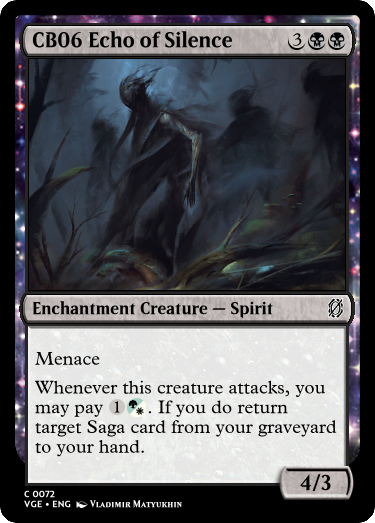 CB06 Echo of Silence 3
Enchantment Creature — Spirit
Menace
Whenever this creature attacks, you
may pay 1 . If you do return
target Saga card from your graveyard
to your hand.
4/3
C 0072
VGE • ENG Vladimir Matyukhin